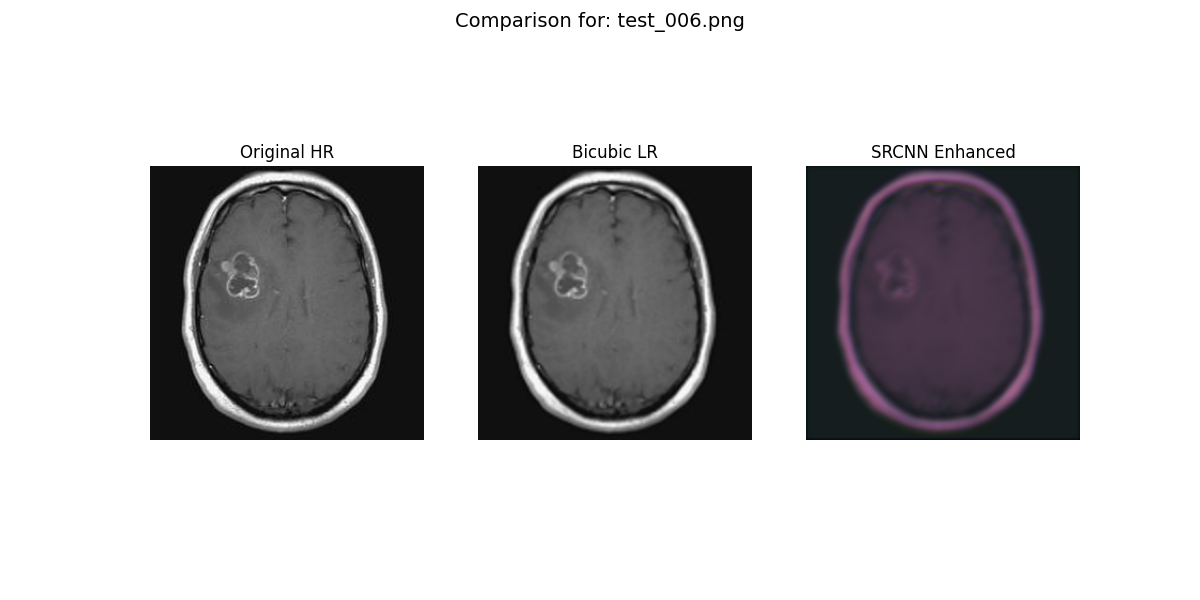 Comparison for: test_006.png
Original HR
Bicubic LR
SRCNN Enhanced